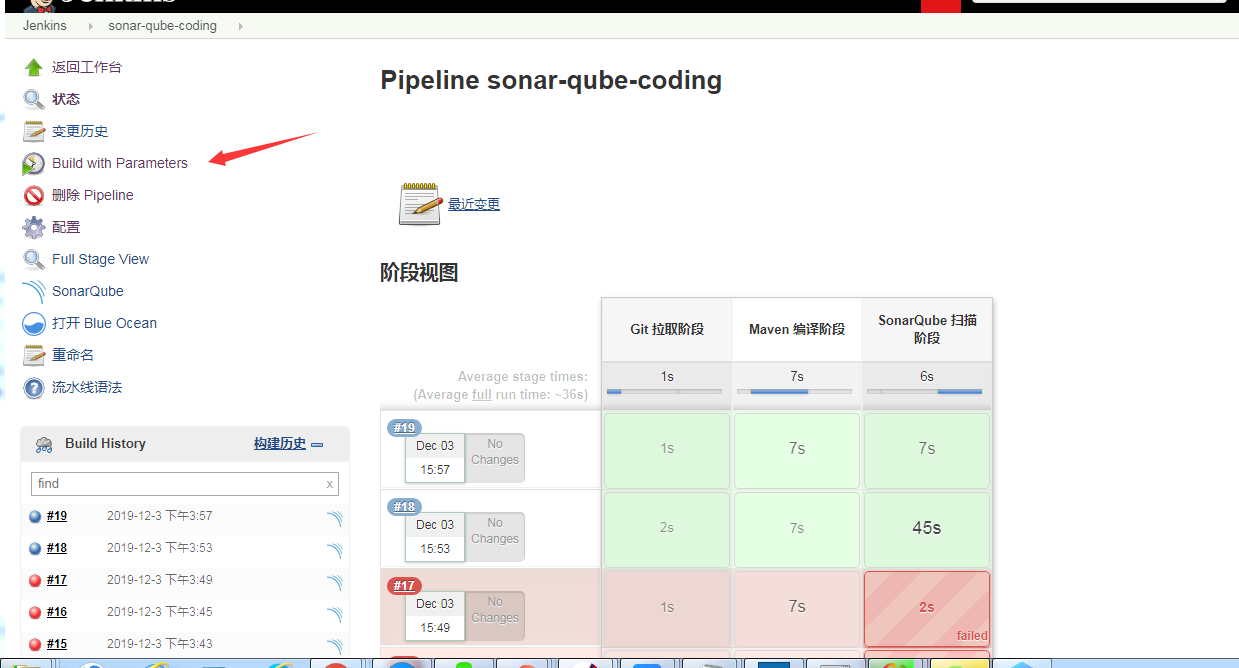 Jenkins
Jenkins
sonar-qube-coding
返回工作台
状态
变更历史
Build with Parameters
删除 Pipeline
配置
Full Stage View
SonarQube
打开 Blue Ocean
重命名
流水线语法
Build History
构建历史
find
x
#19
2019-12-3 下午3:57
#18
2019-12-3 下午3:53
#17
2019-12-3 下午3:49
#16
2019-12-3 下午3:45
#15
2019-12-3 下午3:43
Pipeline sonar-qube-coding
最近变更
阶段视图
Git 拉取阶段
Maven 编译阶段
SonarQube 扫描
阶段
Average stage times:
(Average full run time: ~36s)
1s
7s
6s
#19
Dec 03
15:57
No
Changes
1s
7s
7s
#18
Dec 03
15:53
No
Changes
2s
7s
45s
#17
Dec 03
15:49
No
Changes
1s
7s
2s
failed